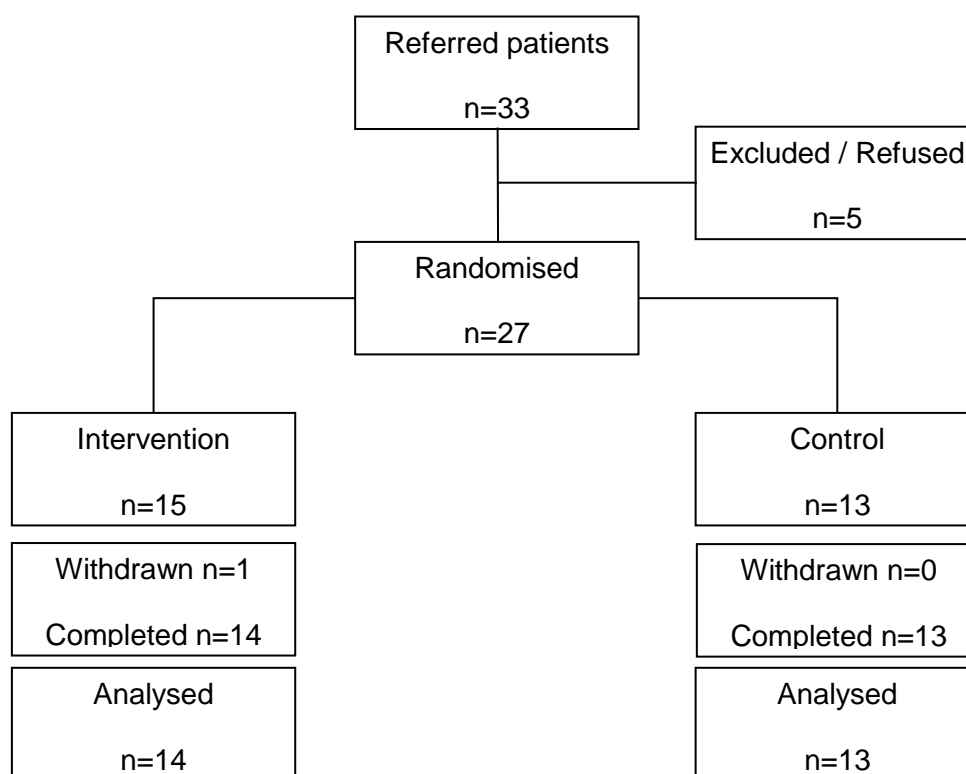 Referred patients
n=33
Excluded / Refused
n=5
Randomised
n=27
Intervention
n=15
Control
n=13
Withdrawn n=1
Completed n=14
Withdrawn n=0
Completed n=13
Analysed
n=14
Analysed
n=13